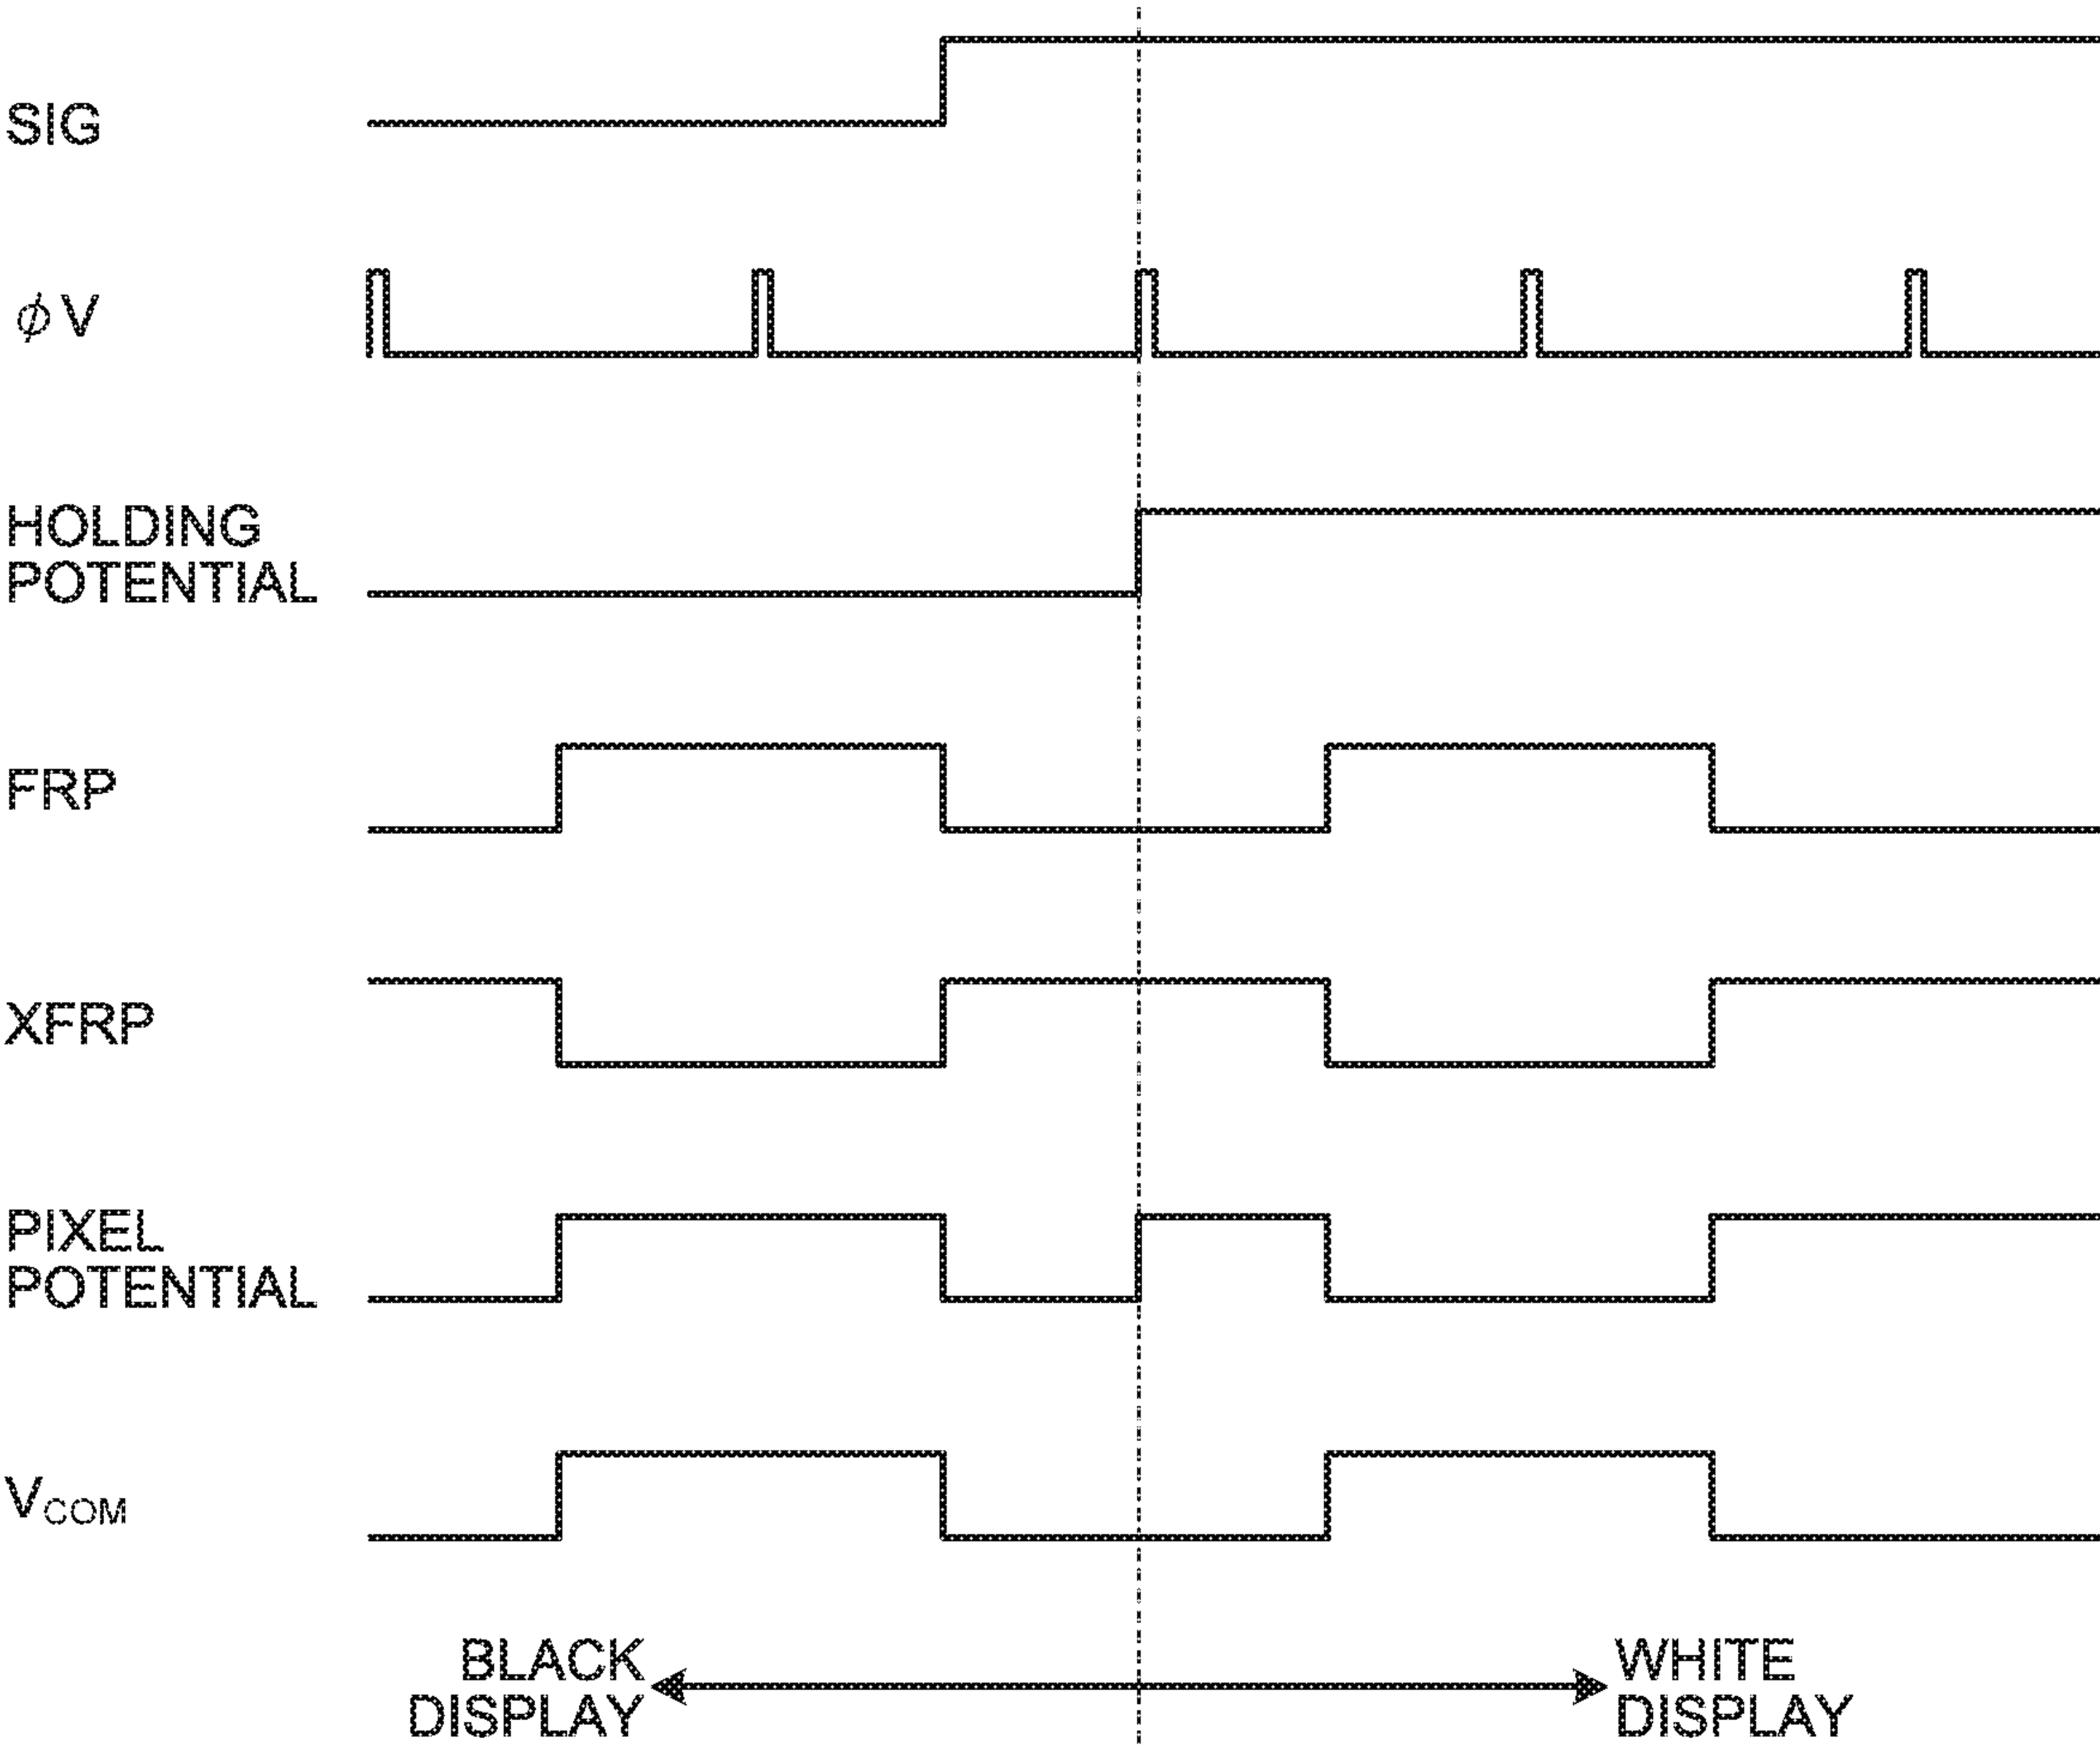 SIG
ϕV
HOLDING
POTENTIAL
FRP
XFRP
PIXEL
POTENTIAL
VCOM
BLACK
DISPLAY
WHITE
DISPLAY